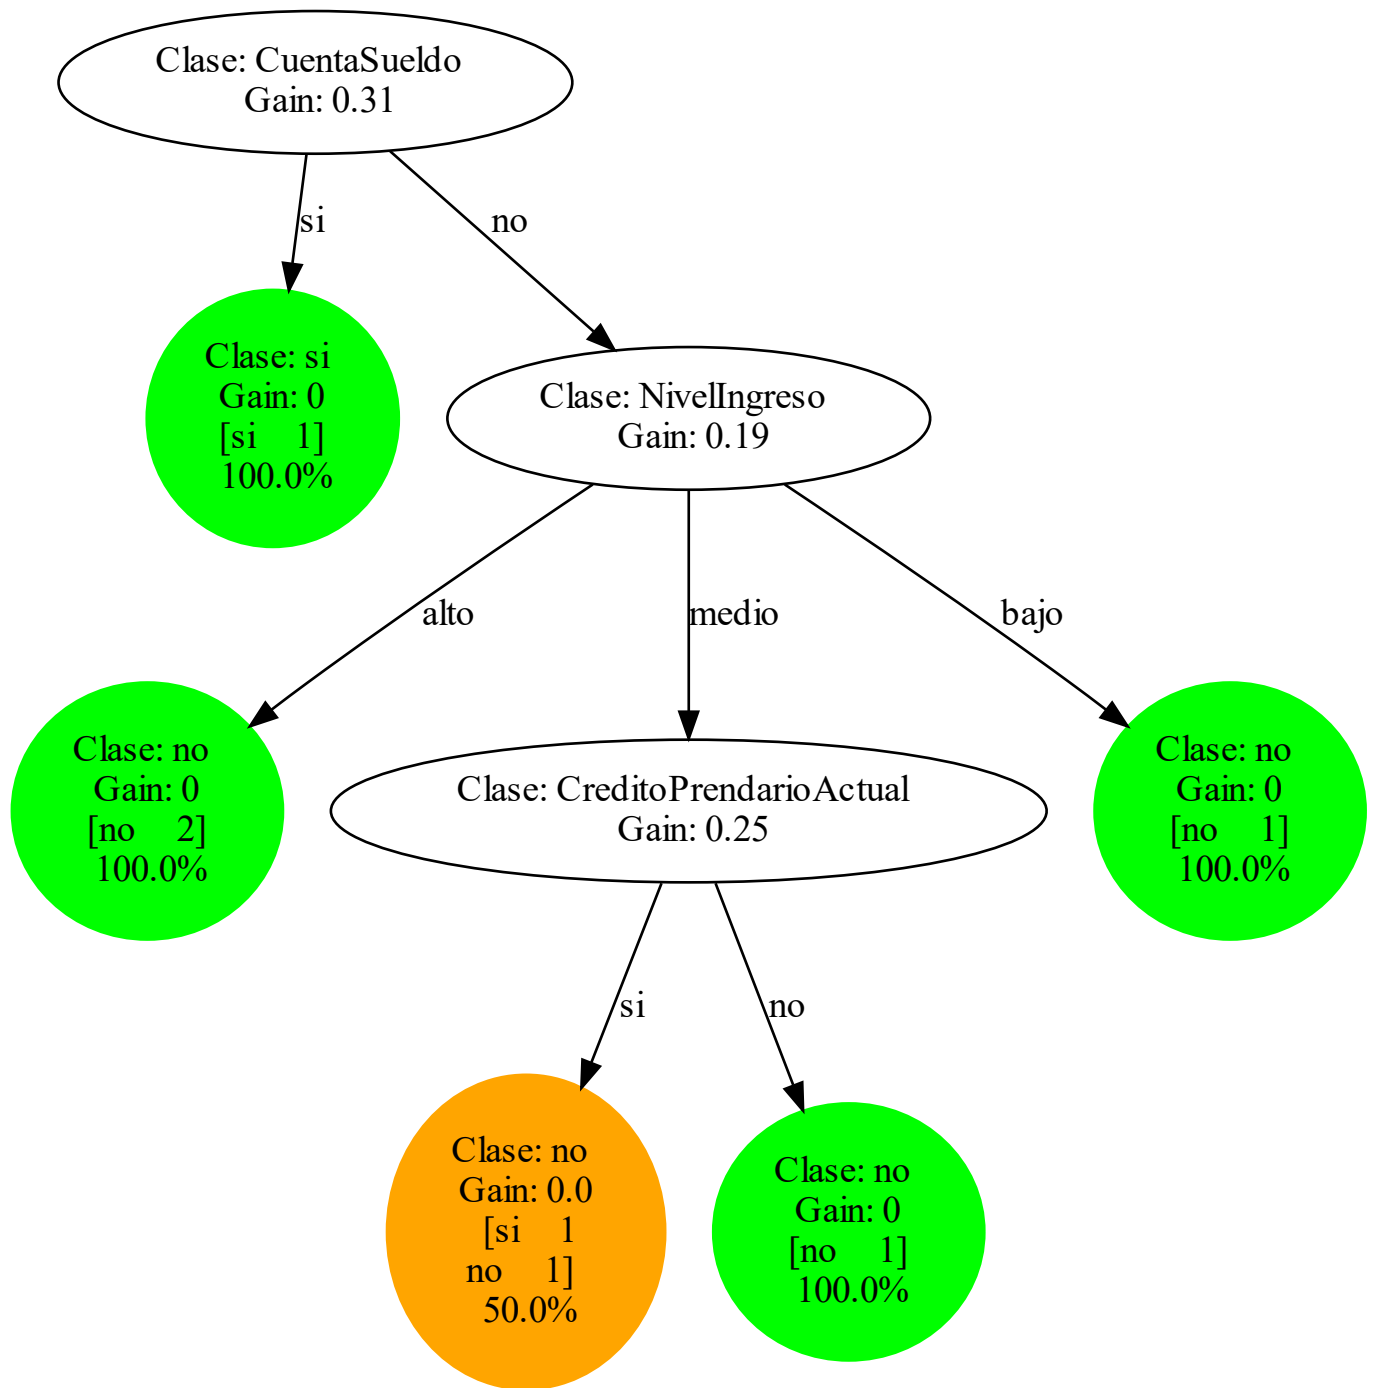 Clase: CuentaSueldo
Gain: 0.31
si
no
Clase: si
Gain: 0
[si 1]
100.0%
Clase: NivelIngreso
Gain: 0.19
alto
medio
bajo
Clase: no
Gain: 0
[no 2]
100.0%
Clase: CreditoPrendarioActual
Gain: 0.25
Clase: no
Gain: 0
[no 1]
100.0%
si
no
Clase: no
Gain: 0.0
[si 1
no 1]
50.0%
Clase: no
Gain: 0
[no 1]
100.0%